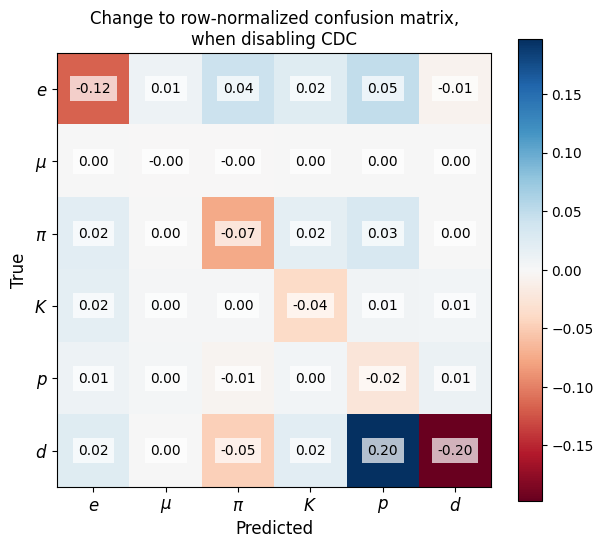 Change to row-normalized confusion matrix,
when disabling CDC
True
e -0.12 0.01 0.04 0.02 0.05 -0.01
μ 0.00 -0.00 -0.00 0.00 0.00 0.00
π 0.02 0.00 -0.07 0.02 0.03 0.00
K 0.02 0.00 0.00 -0.04 0.01 0.01
p 0.01 0.00 -0.01 0.00 -0.02 0.01
d 0.02 0.00 -0.05 0.02 0.20 -0.20
e μ π K p d
Predicted
0.15
0.10
0.05
0.00
−0.05
−0.10
−0.15